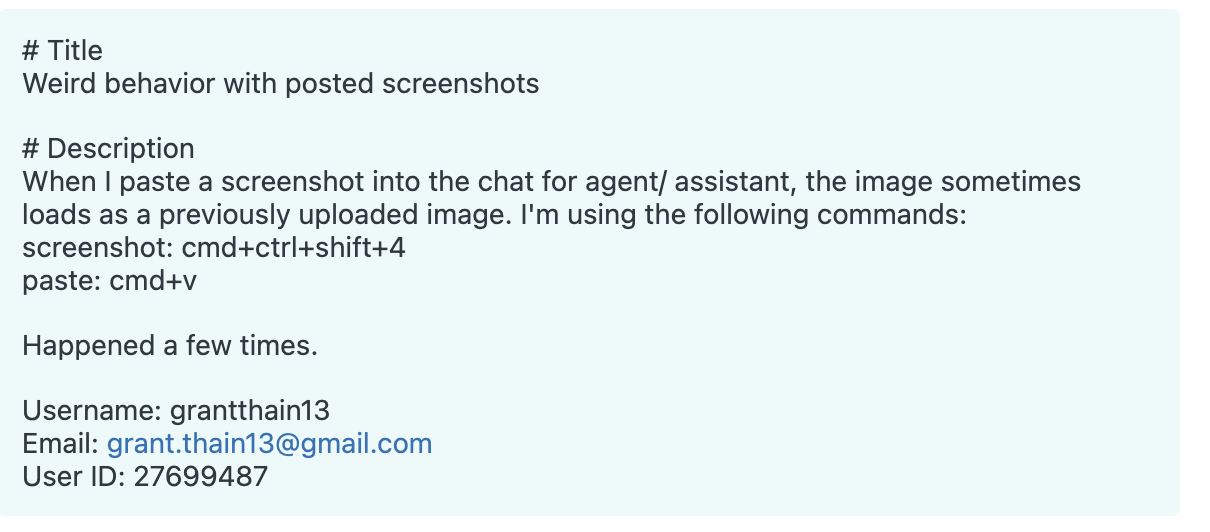 # Title
Weird behavior with posted screenshots
# Description
When I paste a screenshot into the chat for agent/ assistant, the image sometimes
loads as a previously uploaded image. I'm using the following commands:
screenshot: cmd+ctrl+shift+4
paste: cmd+v
Happened a few times.
Username: grantthain13
Email: grant.thain13@gmail.com
User ID: 27699487